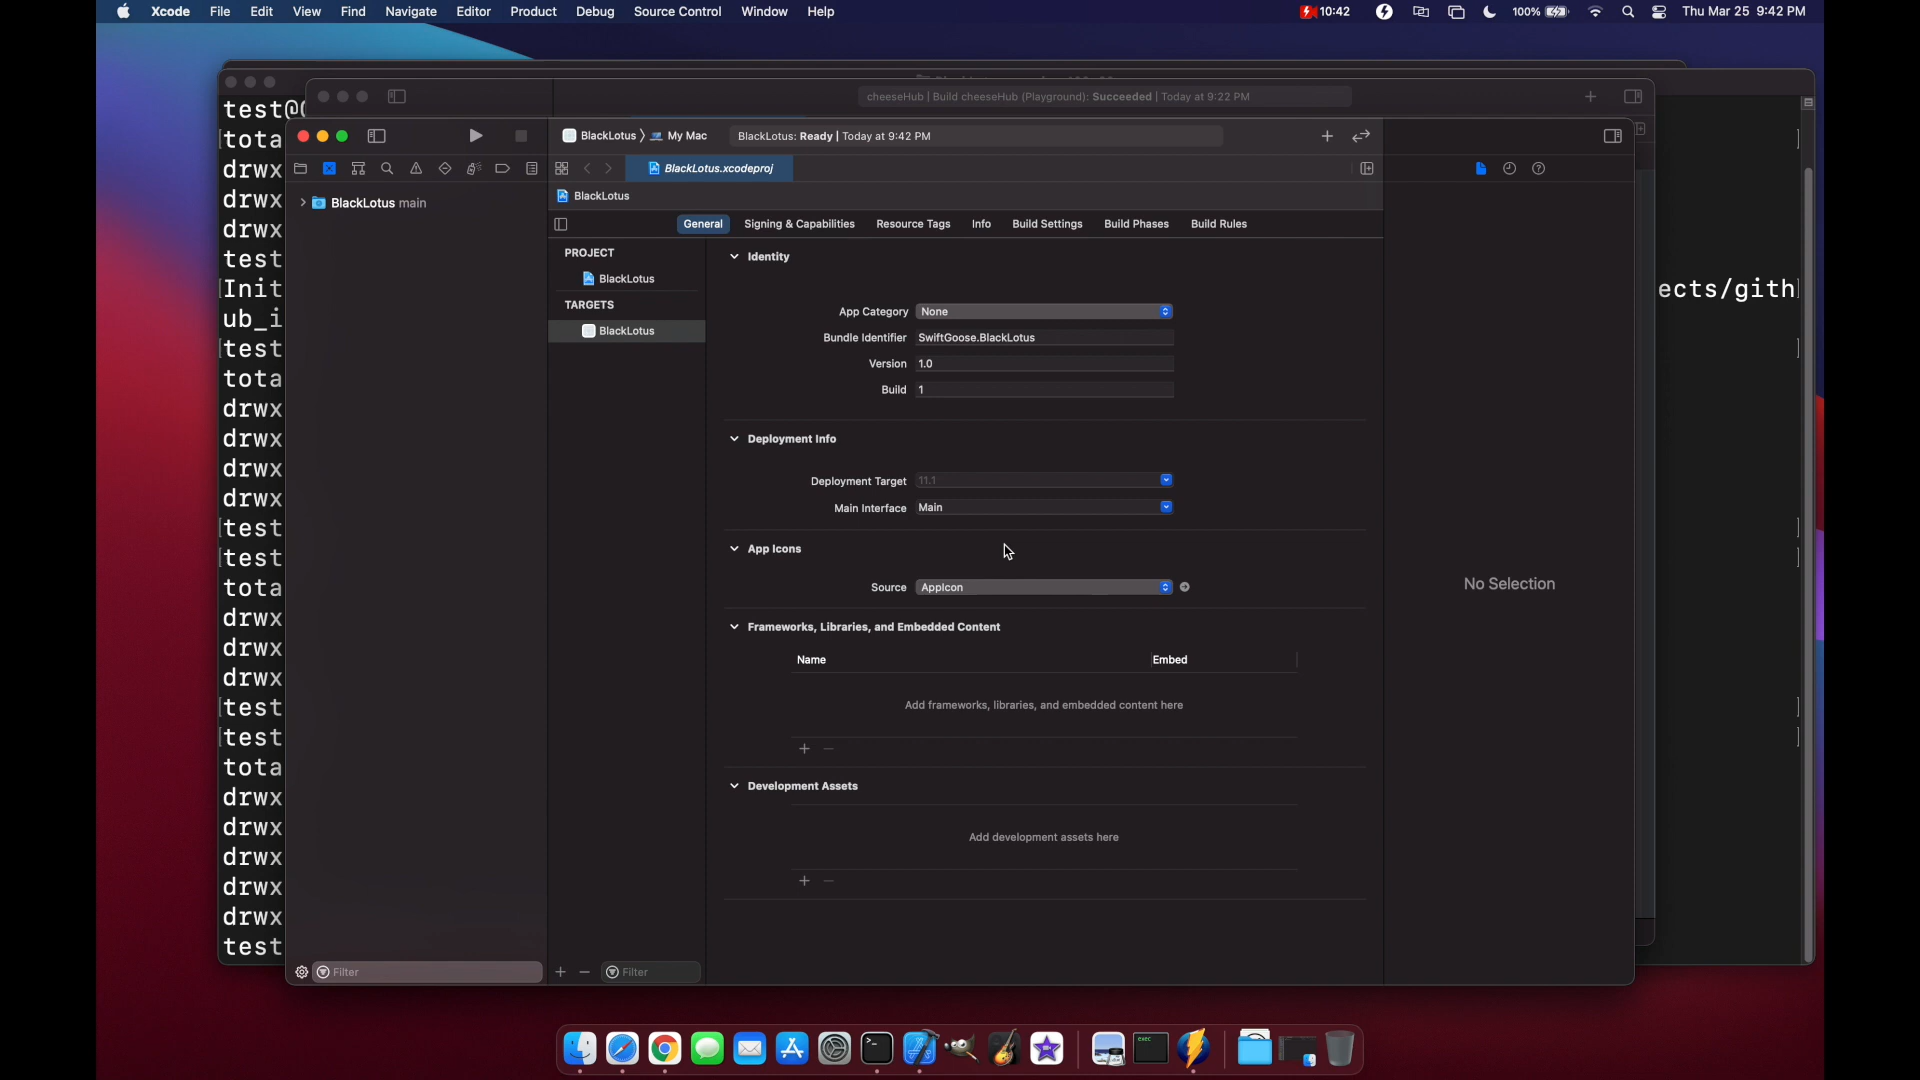 Xcode File Edit View Find Navigate Editor Product Debug Source Control Window Help 10:42 100% Thu Mar 25 9:42 PM
cheeseHub | Build cheeseHub (Playground): Succeeded | Today at 9:22 PM
BlackLotus My Mac BlackLotus: Ready | Today at 9:42 PM
BlackLotus.xcodeproj
BlackLotus main
BlackLotus
General Signing & Capabilities Resource Tags Info Build Settings Build Phases Build Rules
PROJECT
BlackLotus
TARGETS
BlackLotus
Identity
App Category None
Bundle Identifier SwiftGoose.BlackLotus
Version 1.0
Build 1
Deployment Info
Deployment Target 11.1
Main Interface Main
App Icons
Source AppIcon
Frameworks, Libraries, and Embedded Content
Name Embed
Add frameworks, libraries, and embedded content here
Development Assets
Add development assets here
No Selection
Filter
Filter
test@
[tota
drwx
drwx
drwx
test
[Init
ects/gith
ub_i
[test
tota
drwx
drwx
drwx
drwx
[test
[test
tota
drwx
drwx
drwx
drwx
[test
[test
tota
drwx
drwx
drwx
drwx
drwx
test
exec